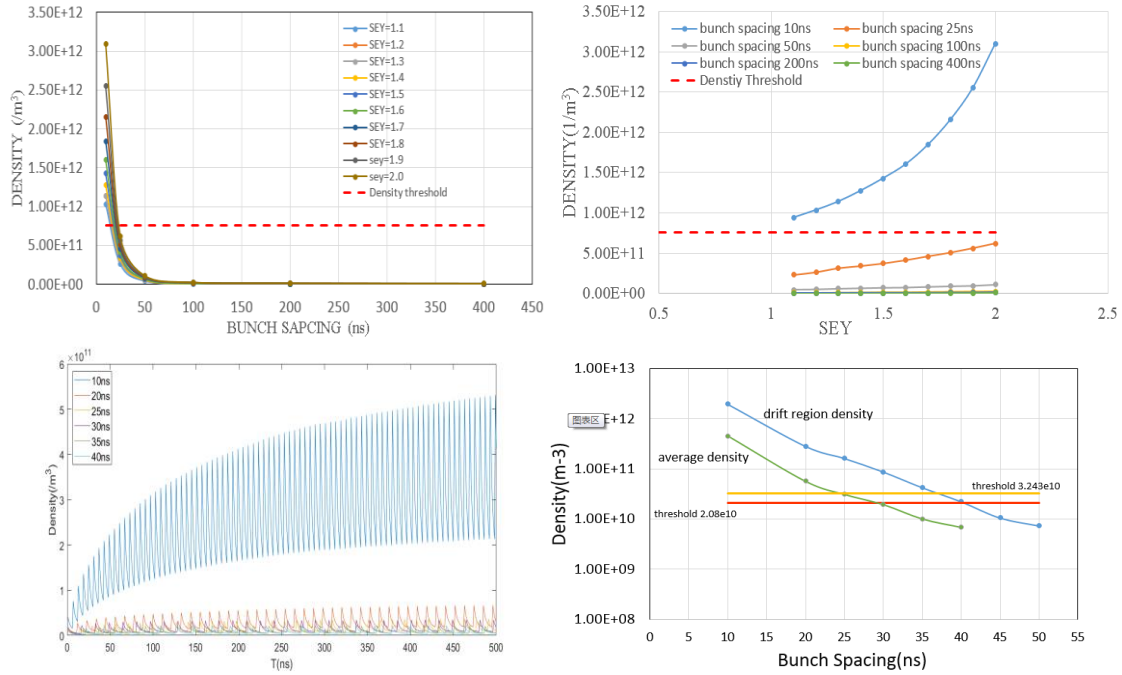 3.50E+12
3.00E+12
2.50E+12
2.00E+12
1.50E+12
1.00E+12
5.00E+11
0.00E+00
DENSITY (/m³)
0 50 100 150 200 250 300 350 400 450
BUNCH SAPCING (ns)
SEY=1.1
SEY=1.2
SEY=1.3
SEY=1.4
SEY=1.5
SEY=1.6
SEY=1.7
SEY=1.8
sey=1.9
sey=2.0
Density threshold
3.50E+12
3.00E+12
2.50E+12
2.00E+12
1.50E+12
1.00E+12
5.00E+11
0.00E+00
DENSITY(1/m³)
0.5 1 1.5 2 2.5
SEY
bunch spacing 10ns bunch spacing 25ns
bunch spacing 50ns bunch spacing 100ns
bunch spacing 200ns bunch spacing 400ns
Denstiy Threshold
×10¹¹
6
5
4
3
2
1
0
Density(/m³)
0 50 100 150 200 250 300 350 400 450 500
T(ns)
10ns
20ns
25ns
30ns
35ns
40ns
1.00E+13
1.00E+12
1.00E+11
1.00E+10
1.00E+09
1.00E+08
图表区
Density(m-3)
drift region density
average density
threshold 3.243e10
threshold 2.08e10
0 5 10 15 20 25 30 35 40 45 50 55
Bunch Spacing(ns)